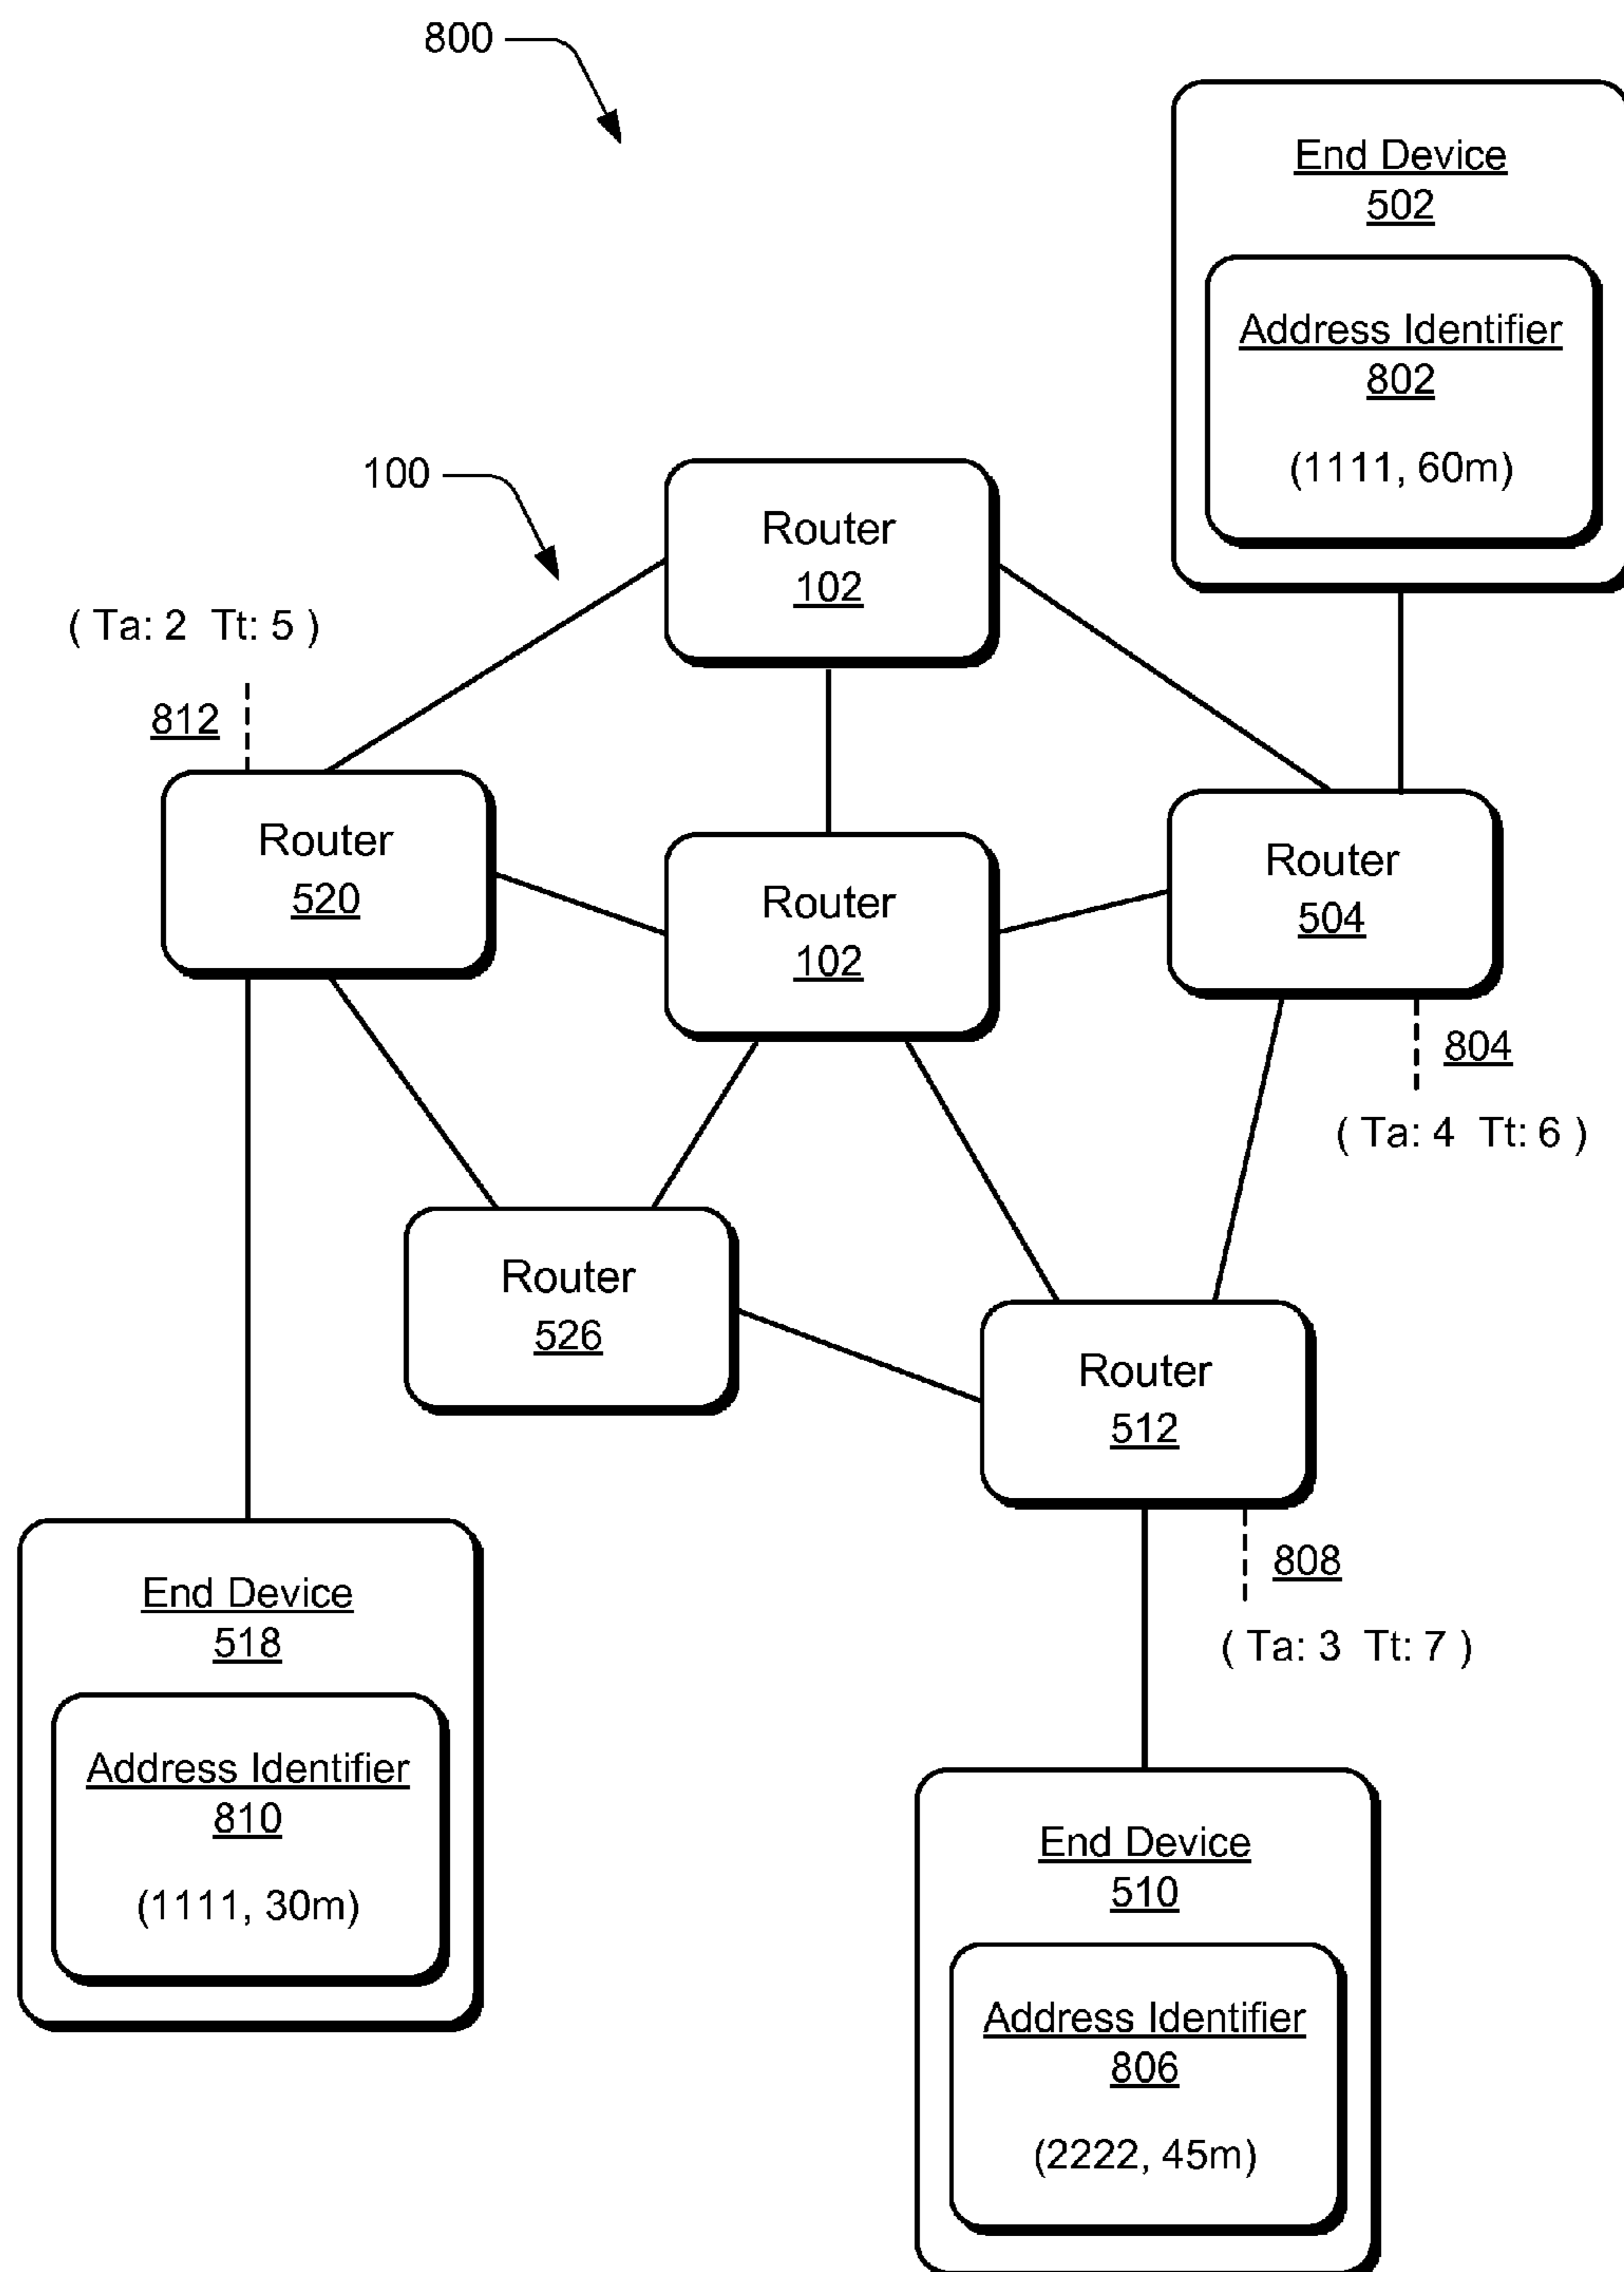 800
End Device
502
Address Identifier
802
(1111, 60m)
100
Router
102
( Ta: 2 Tt: 5 )
812
Router
520
Router
102
Router
504
804
( Ta: 4 Tt: 6 )
Router
526
Router
512
808
( Ta: 3 Tt: 7 )
End Device
518
Address Identifier
810
(1111, 30m)
End Device
510
Address Identifier
806
(2222, 45m)